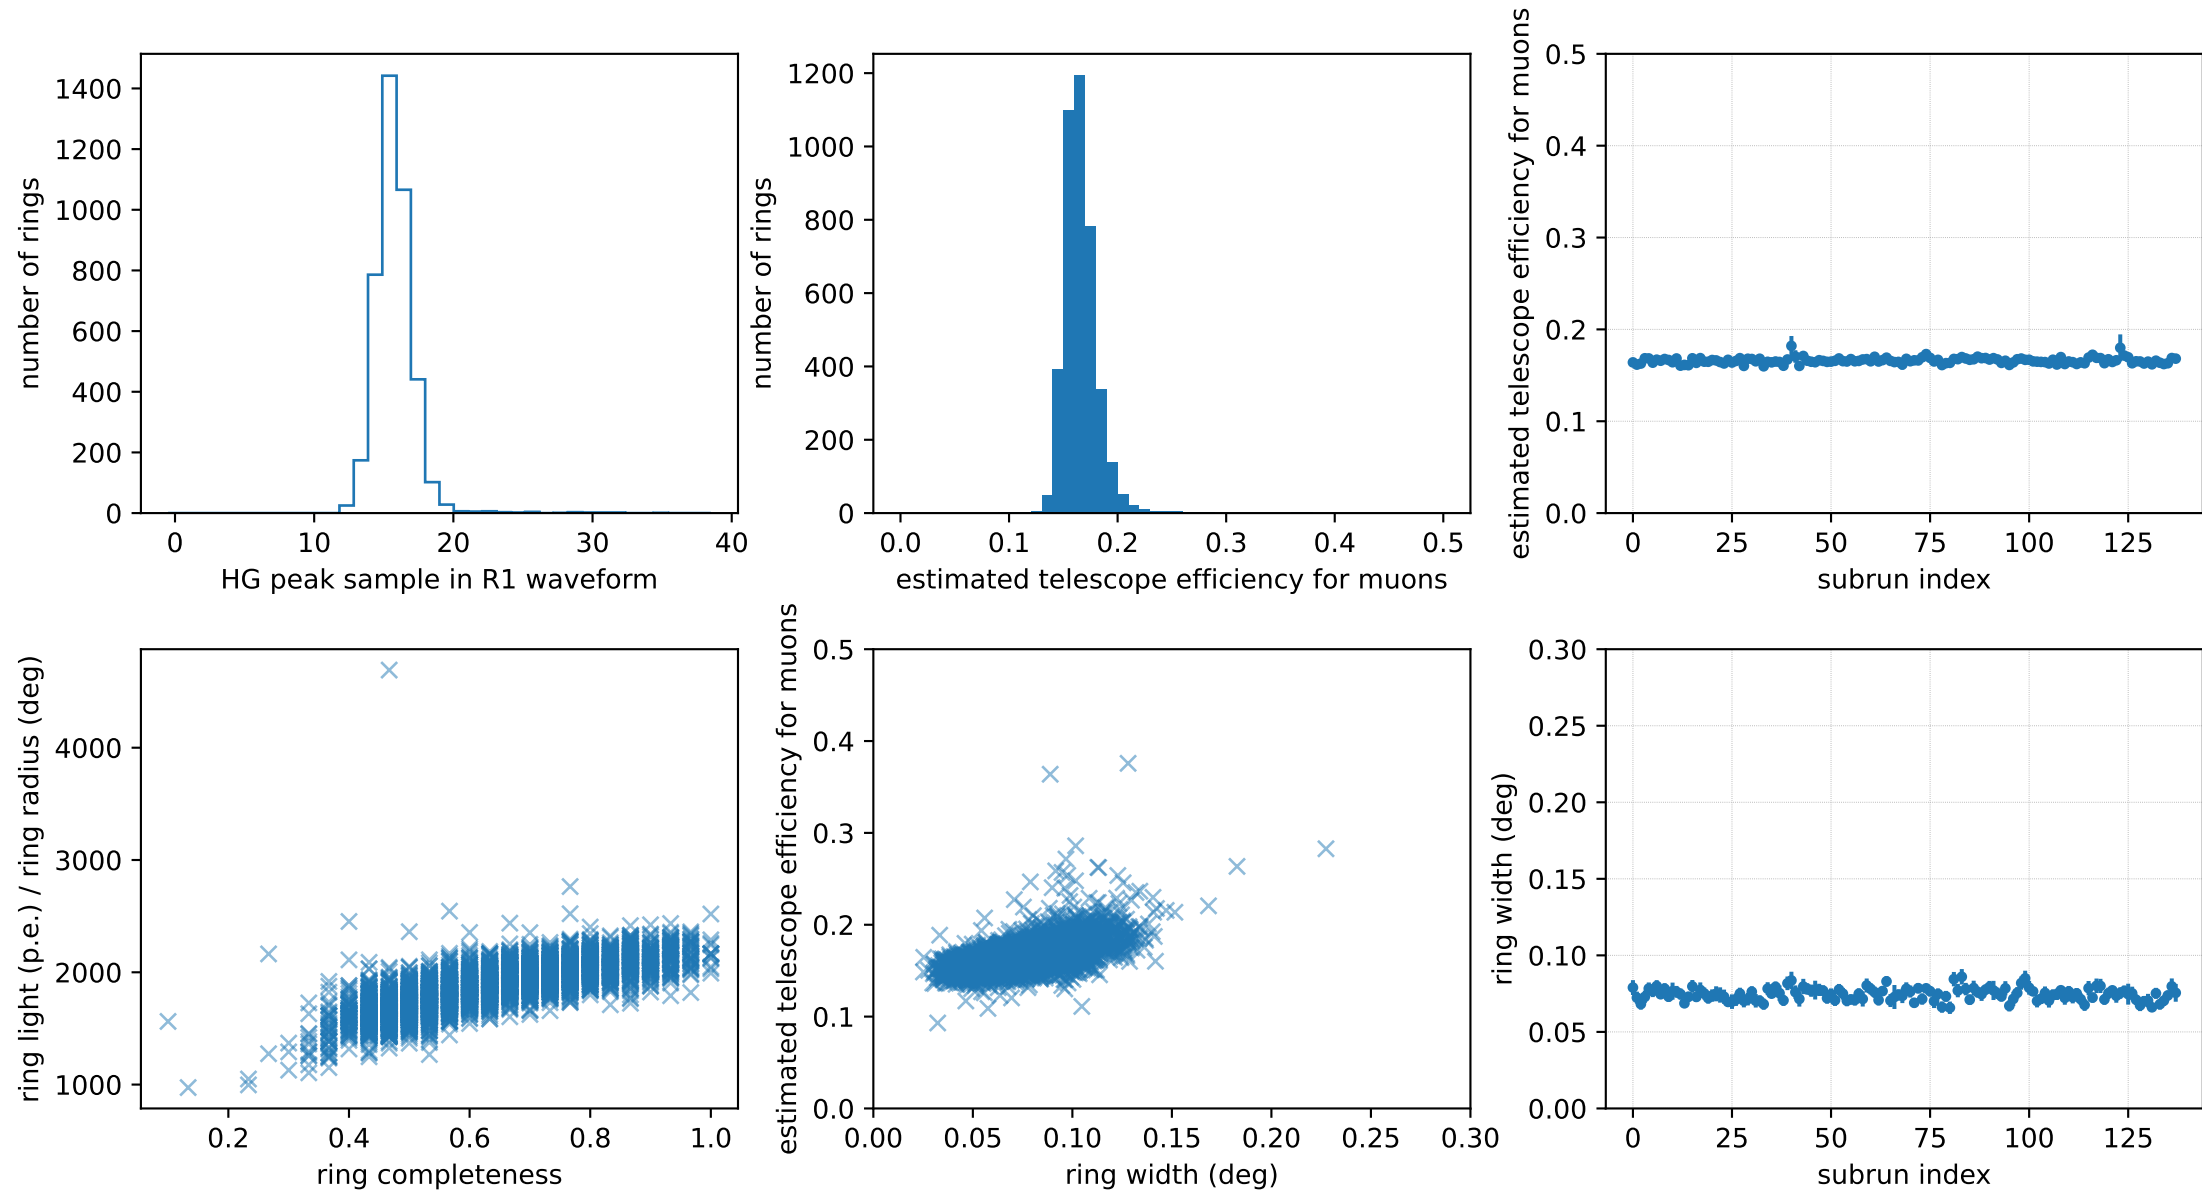 number of rings
1400
1200
1000
800
600
400
200
0
0 10 20 30 40
HG peak sample in R1 waveform
number of rings
1200
1000
800
600
400
200
0
0.0 0.1 0.2 0.3 0.4 0.5
estimated telescope efficiency for muons
estimated telescope efficiency for muons
0.5
0.4
0.3
0.2
0.1
0.0
0 25 50 75 100 125
subrun index
ring light (p.e.) / ring radius (deg)
4000
3000
2000
1000
0.2 0.4 0.6 0.8 1.0
ring completeness
estimated telescope efficiency for muons
0.5
0.4
0.3
0.2
0.1
0.0
0.00 0.05 0.10 0.15 0.20 0.25 0.30
ring width (deg)
ring width (deg)
0.30
0.25
0.20
0.15
0.10
0.05
0.00
0 25 50 75 100 125
subrun index